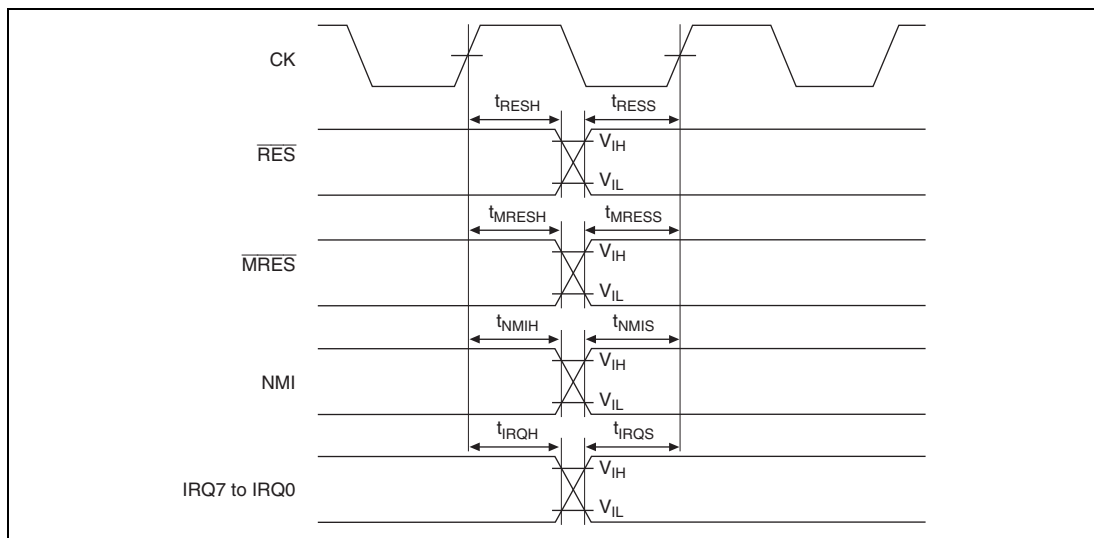 CK
tRESH tRESS
RES
VIH
VIL
tMRESH tMRESS
MRES
VIH
VIL
tNMIH tNMIS
NMI
VIH
VIL
tIRQH tIRQS
IRQ7 to IRQ0
VIH
VIL